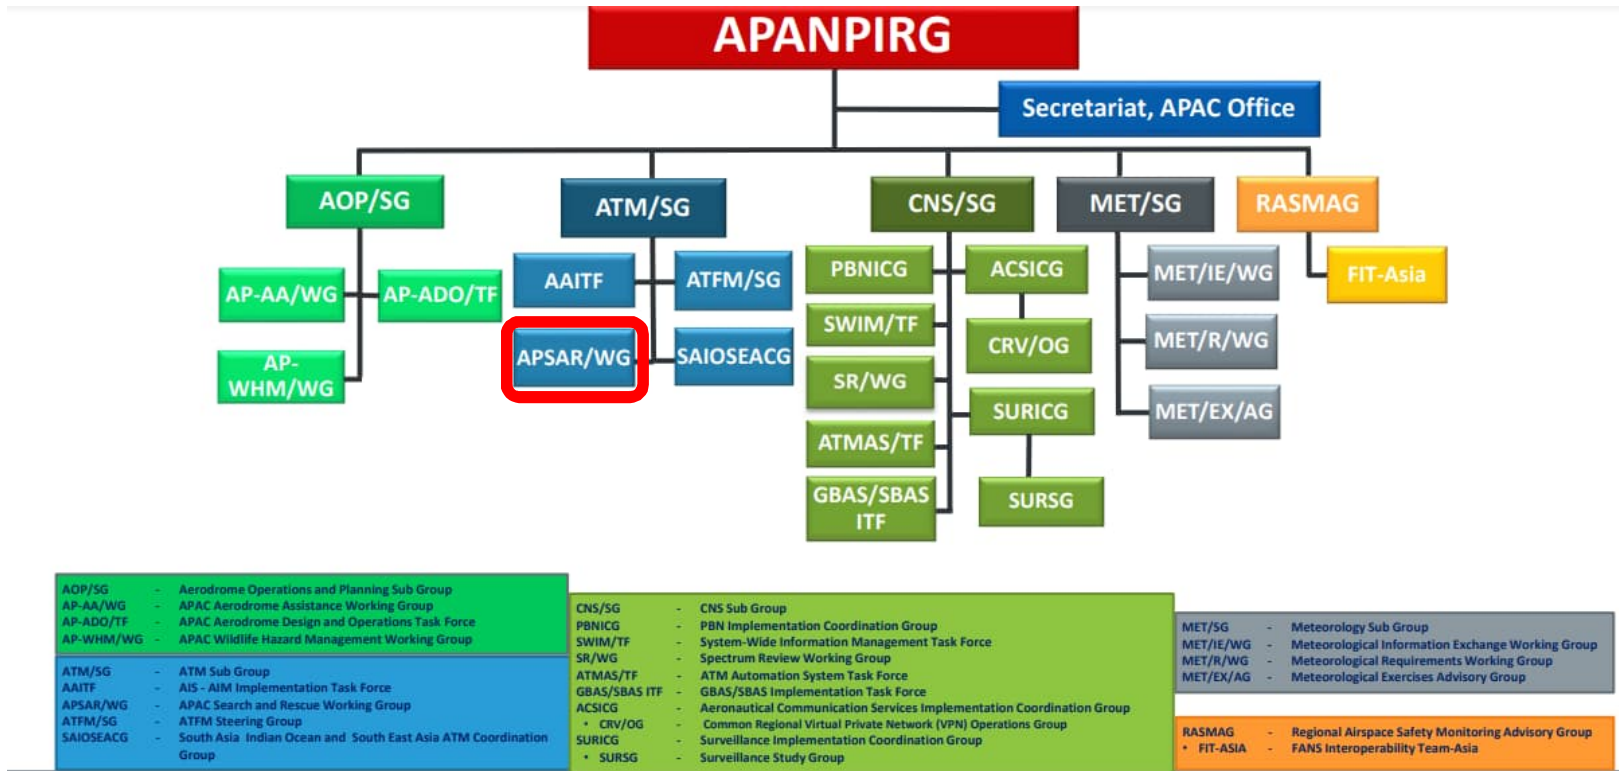 APANPIRG
Secretariat, APAC Office
AOP/SG
ATM/SG
CNS/SG
MET/SG
RASMAG
AP-AA/WG
AP-ADO/TF
AP-
WHM/WG
AAITF
ATFM/SG
APSAR/WG
SAIOSEACG
PBNICG
ACSICG
SWIM/TF
CRV/OG
SR/WG
SURICG
ATMAS/TF
GBAS/SBAS
ITF
SURSG
MET/IE/WG
MET/R/WG
MET/EX/AG
FIT-Asia
AOP/SG - Aerodrome Operations and Planning Sub Group
AP-AA/WG - APAC Aerodrome Assistance Working Group
AP-ADO/TF - APAC Aerodrome Design and Operations Task Force
AP-WHM/WG - APAC Wildlife Hazard Management Working Group
ATM/SG - ATM Sub Group
AAITF - AIS - AIM Implementation Task Force
APSAR/WG - APAC Search and Rescue Working Group
ATFM/SG - ATFM Steering Group
SAIOSEACG - South Asia Indian Ocean and South East Asia ATM Coordination
Group
CNS/SG - CNS Sub Group
PBNICG - PBN Implementation Coordination Group
SWIM/TF - System-Wide Information Management Task Force
SR/WG - Spectrum Review Working Group
ATMAS/TF - ATM Automation System Task Force
GBAS/SBAS ITF - GBAS/SBAS Implementation Task Force
ACSICG - Aeronautical Communication Services Implementation Coordination Group
• CRV/OG - Common Regional Virtual Private Network (VPN) Operations Group
SURICG - Surveillance Implementation Coordination Group
• SURSG - Surveillance Study Group
MET/SG - Meteorology Sub Group
MET/IE/WG - Meteorological Information Exchange Working Group
MET/R/WG - Meteorological Requirements Working Group
MET/EX/AG - Meteorological Exercises Advisory Group
RASMAG - Regional Airspace Safety Monitoring Advisory Group
• FIT-ASIA - FANS Interoperability Team-Asia